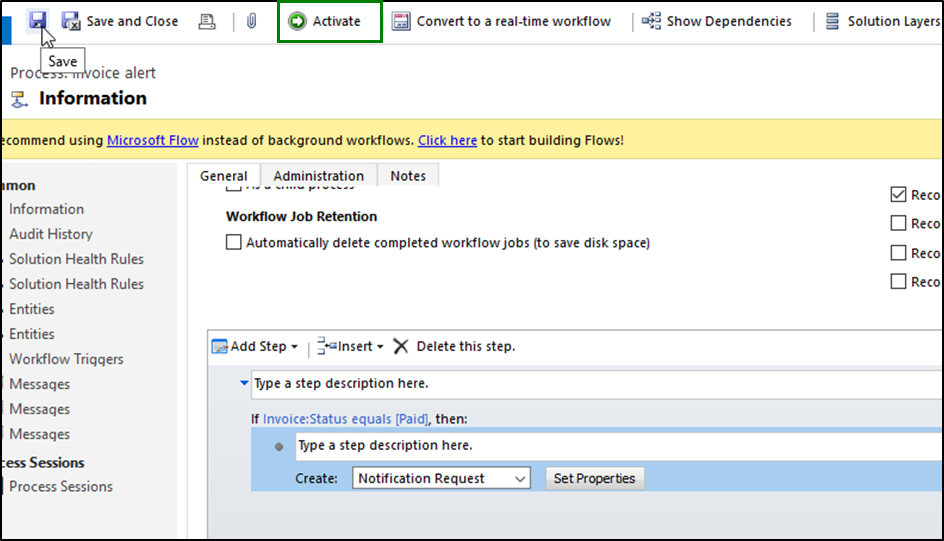 Save and Close
Activate
Convert to a real-time workflow
Show Dependencies
Solution Layers
Save
Process: Invoice alert
Information
ecommend using Microsoft Flow instead of background workflows. Click here to start building Flows!
mmon
Information
Audit History
Solution Health Rules
Solution Health Rules
Entities
Entities
Workflow Triggers
Messages
Messages
Messages
cess Sessions
Process Sessions
General
Administration
Notes
As a child process
Workflow Job Retention
Automatically delete completed workflow jobs (to save disk space)
Reco
Reco
Reco
Reco
Add Step
Insert
Delete this step.
Type a step description here.
If Invoice:Status equals [Paid], then:
Type a step description here.
Create:
Notification Request
Set Properties